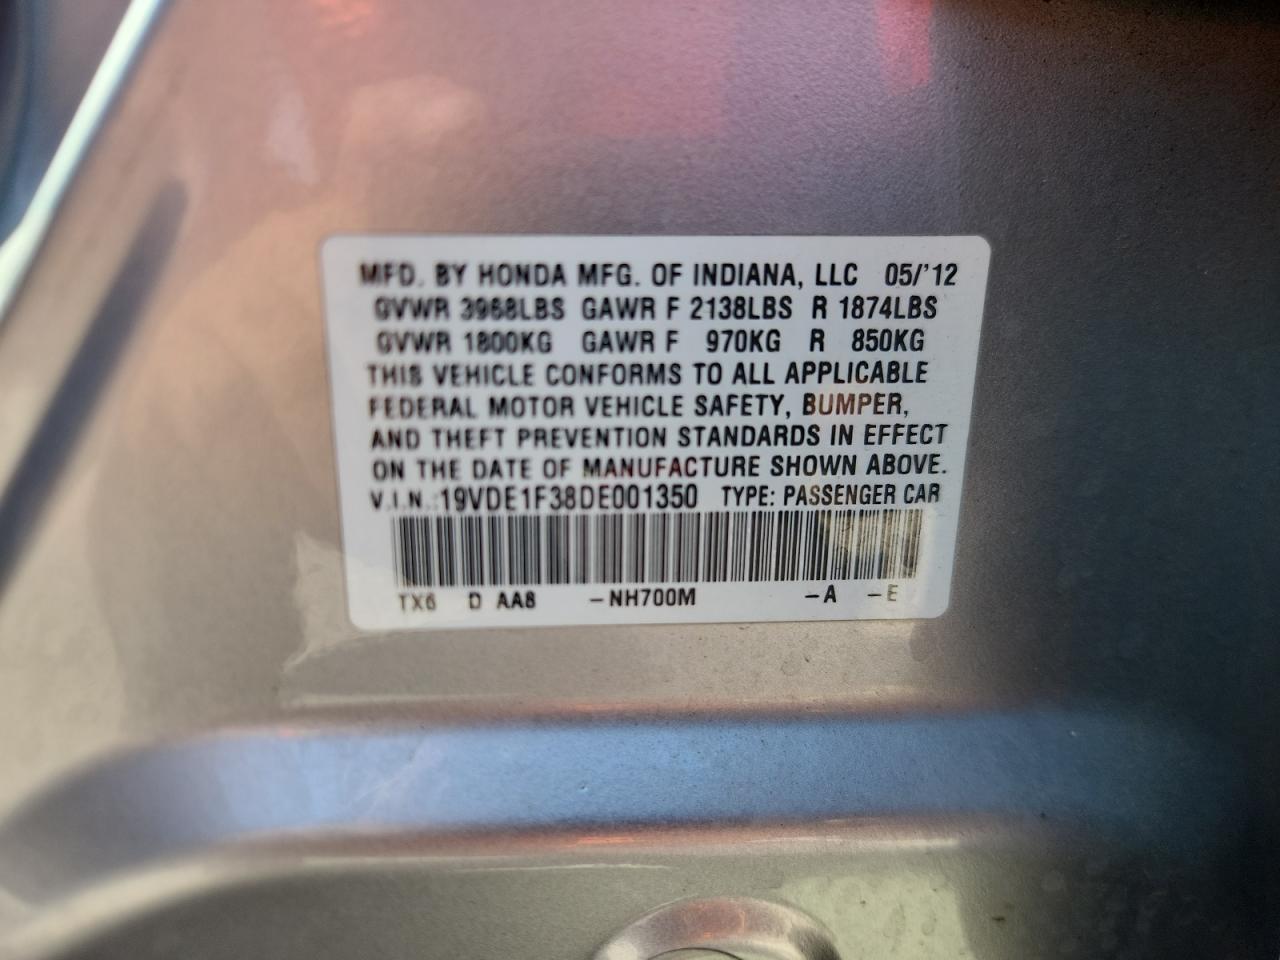 MFD. BY HONDA MFG. OF INDIANA, LLC 05/'12
GVWR 3968LBS GAWR F 2138LBS R 1874LBS
GVWR 1800KG GAWR F 970KG R 850KG
THIS VEHICLE CONFORMS TO ALL APPLICABLE
FEDERAL MOTOR VEHICLE SAFETY, BUMPER,
AND THEFT PREVENTION STANDARDS IN EFFECT
ON THE DATE OF MANUFACTURE SHOWN ABOVE.
V.I.N.:19VDE1F38DE001350 TYPE: PASSENGER CAR
TX6 D AA8 -NH700M -A -E